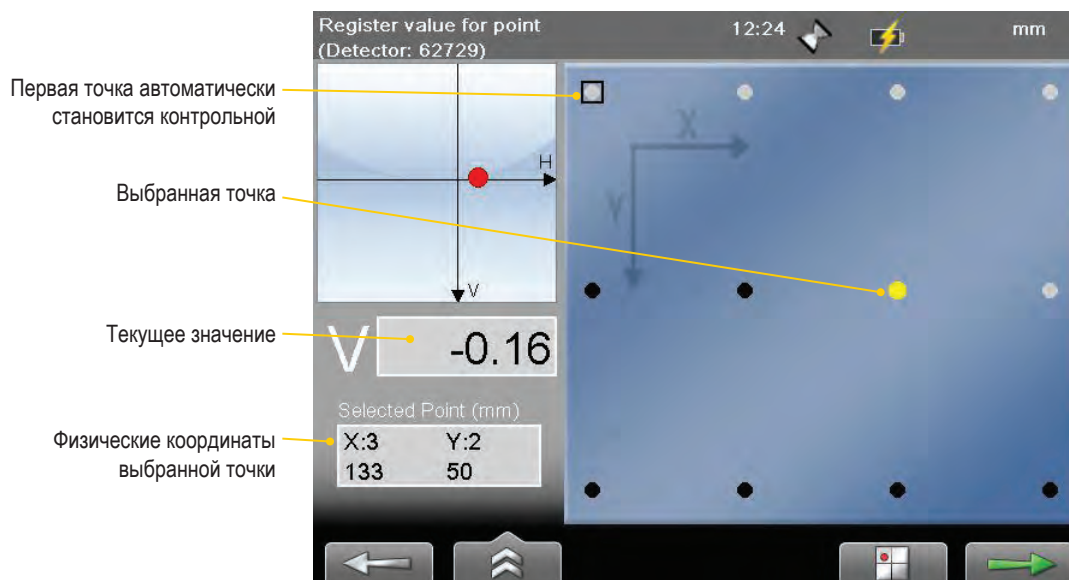 Register value for point
(Detector: 62729)
12:24
mm
Первая точка автоматически
становится контрольной
H
X
Y
Выбранная точка
V
Текущее значение
V
-0.16
Selected Point (mm)
X:3 Y:2
133 50
Физические координаты
выбранной точки